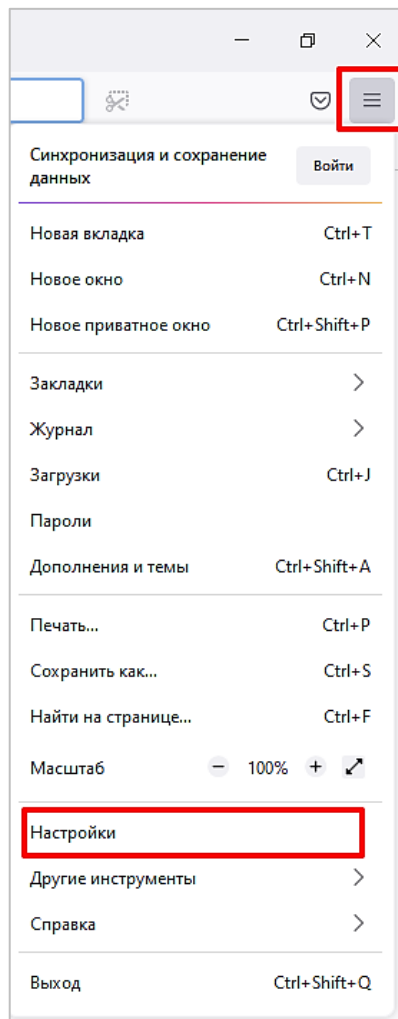 Синхронизация и сохранение
данных
Войти
Новая вкладка Ctrl+T
Новое окно Ctrl+N
Новое приватное окно Ctrl+Shift+P
Закладки
Журнал
Загрузки Ctrl+J
Пароли
Дополнения и темы Ctrl+Shift+A
Печать... Ctrl+P
Сохранить как... Ctrl+S
Найти на странице... Ctrl+F
Масштаб − 100% +
Настройки
Другие инструменты
Справка
Выход Ctrl+Shift+Q